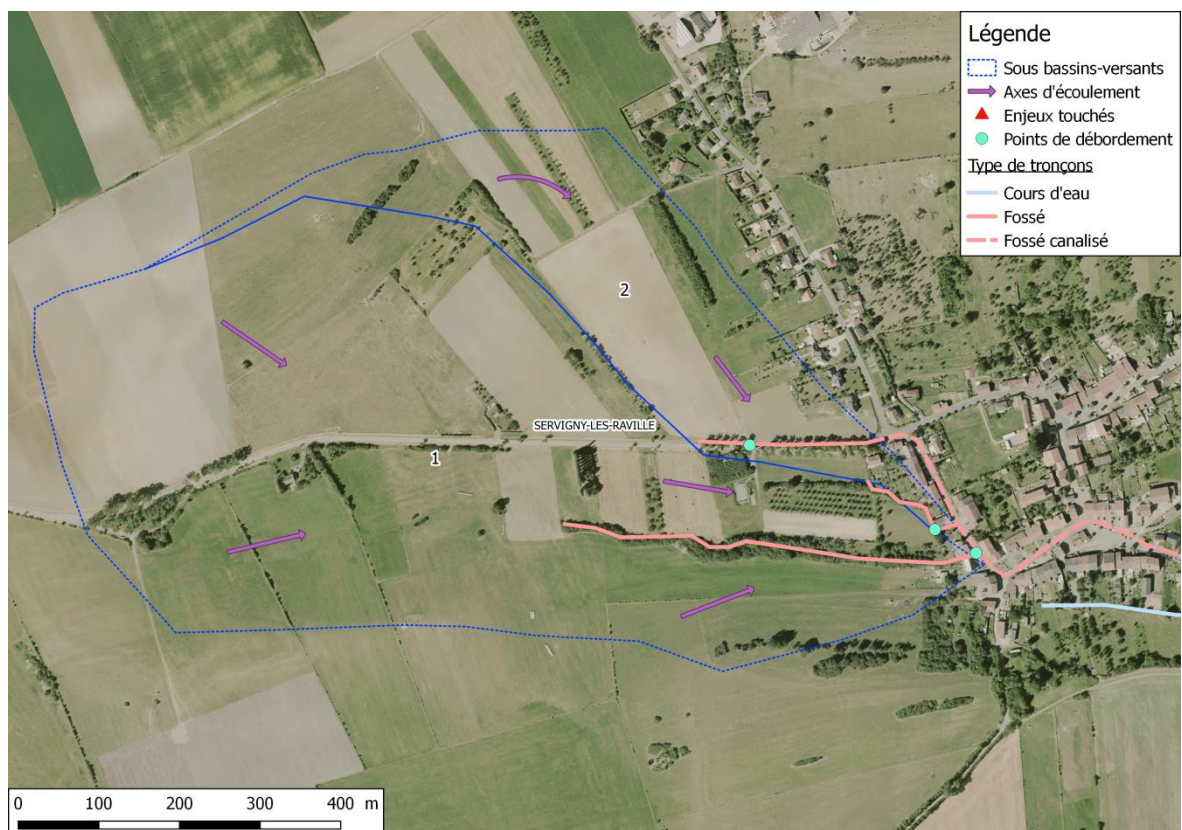 Légende
Sous bassins-versants
Axes d'écoulement
Enjeux touchés
Points de débordement
Type de tronçons
Cours d'eau
Fossé
Fossé canalisé
2
SERVIGNY-LES-RAVILLE
1
0 100 200 300 400 m